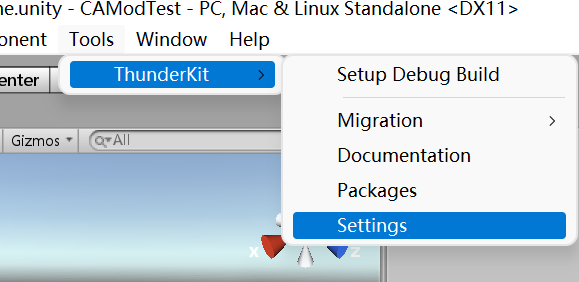 ne.unity - CAModTest - PC, Mac & Linux Standalone <DX11>
onent Tools Window Help
ThunderKit
Setup Debug Build
enter
Migration
Gizmos
All
Documentation
Packages
Settings
x
z